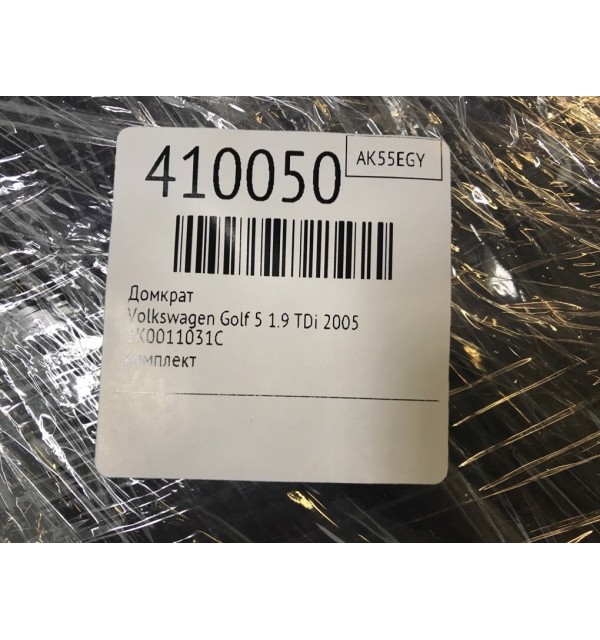 410050
AK55EGY
Домкрат
Volkswagen Golf 5 1.9 TDi 2005
1K0011031C
комплект